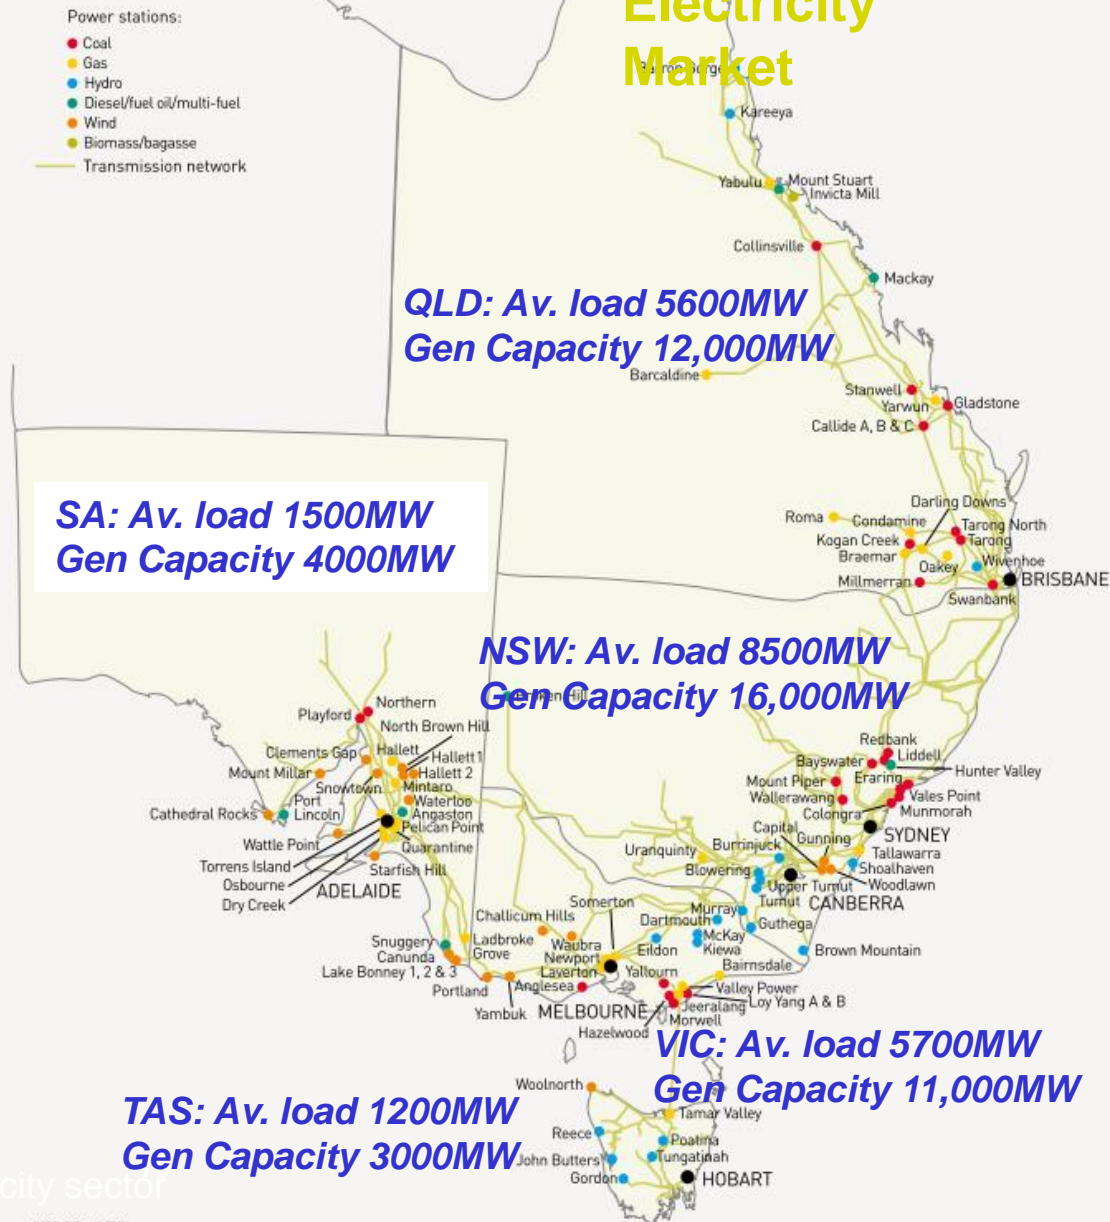 Electricity
Market
Power stations:
Coal
Gas
Hydro
Diesel/fuel oil/multi-fuel
Wind
Biomass/bagasse
Transmission network
Barron Gorge
Kareeya
Yabulu
Mount Stuart
Invicta Mill
Collinsville
Mackay
QLD: Av. load 5600MW
Gen Capacity 12,000MW
Barcaldine
Stanwell
Yarwun
Gladstone
Callide A, B & C
SA: Av. load 1500MW
Gen Capacity 4000MW
Darling Downs
Roma
Condamine
Tarong North
Kogan Creek
Tarong
Braemar
Oakey
Wivenhoe
Millmerran
BRISBANE
Swanbank
NSW: Av. load 8500MW
Gen Capacity 16,000MW
Broken Hill
Northern
Playford
North Brown Hill
Clements Gap
Hallett
Hallett 1
Mount Millar
Hallett 2
Snowtown
Mintaro
Waterloo
Cathedral Rocks
Port
Lincoln
Angaston
Pelican Point
Wattle Point
Quarantine
Torrens Island
Starfish Hill
Osbourne
ADELAIDE
Dry Creek
Redbank
Bayswater
Liddell
Hunter Valley
Mount Piper
Eraring
Wallerawang
Vales Point
Colongra
Munmorah
Capital
Gunning
SYDNEY
Uranquinty
Burrinjuck
Tallawarra
Blowering
Shoalhaven
Upper Tumut
Woodlawn
Tumut
CANBERRA
Somerton
Murray
Challicum Hills
Dartmouth
Guthega
Snuggery
Ladbroke
Grove
Waubra
McKay
Canunda
Newport
Eildon
Kiewa
Brown Mountain
Lake Bonney 1, 2 & 3
Laverton
Yallourn
Bairnsdale
Portland
Anglesea
Valley Power
Yambuk
MELBOURNE
Jeeralang
Loy Yang A & B
Hazelwood
Morwell
VIC: Av. load 5700MW
Gen Capacity 11,000MW
Woolnorth
TAS: Av. load 1200MW
Gen Capacity 3000MW
Tamar Valley
Reece
Poatina
John Butters
Tungatinah
Gordon
HOBART
city sector